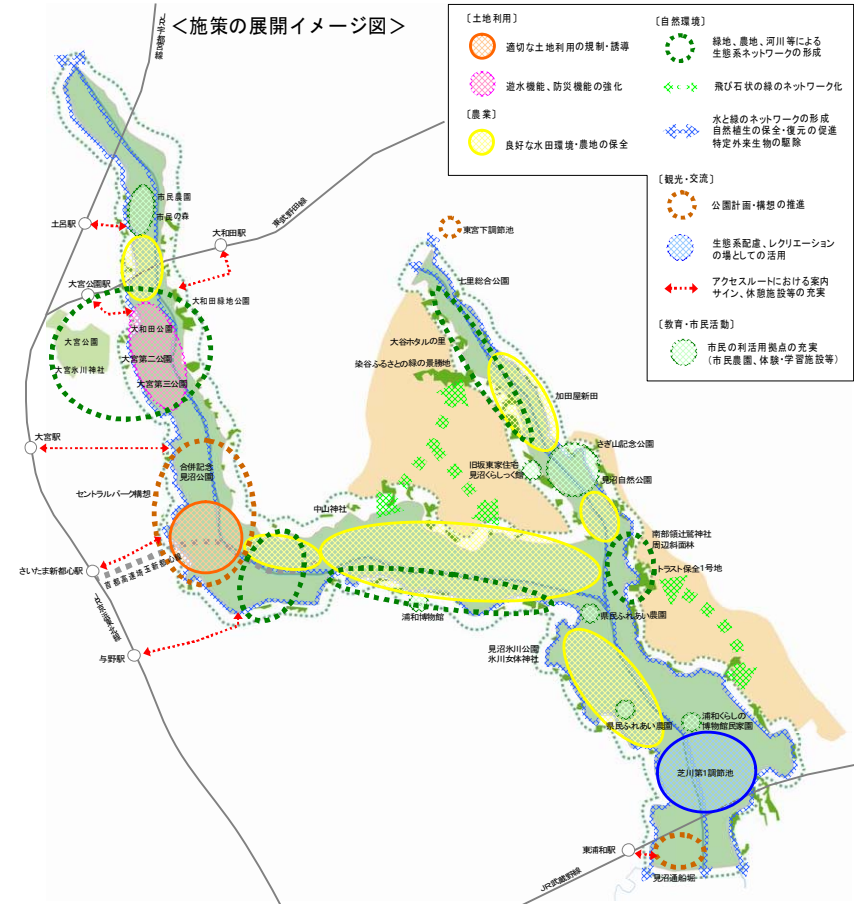 ＜施策の展開イメージ図＞
［土地利用］
適切な土地利用の規制・誘導
遊水機能、防災機能の強化
［農業］
良好な水田環境・農地の保全
［自然環境］
緑地、農地、河川等による
生態系ネットワークの形成
飛び石状の緑のネットワーク化
水と緑のネットワークの形成
自然植生の保全・復元の促進
特定外来生物の駆除
［観光・交流］
公園計画・構想の推進
生態系配慮、レクリエーション
の場としての活用
アクセスルートにおける案内
サイン、休憩施設等の充実
［教育・市民活動］
市民の利活用拠点の充実
（市民農園、体験・学習施設等）
JR宇都宮線
市民農園
市民の森
土呂駅
大和田駅
東武野田線
東宮下調節池
七里総合公園
大宮公園駅
大和田緑地公園
大宮公園
大和田公園
大宮第二公園
大宮氷川神社
大宮第三公園
大谷ホタルの里
染谷ふるさとの緑の景勝地
加田屋新田
大宮駅
合併記念
見沼公園
さぎ山記念公園
旧坂東家住宅
見沼くらしっく館
見沼自然公園
セントラルパーク構想
中山神社
南部領辻鷲神社
周辺斜面林
トラスト保全1号地
さいたま新都心駅
首都高速埼玉新都心線
浦和博物館
県民ふれあい農園
与野駅
見沼氷川公園
氷川女体神社
県民ふれあい農園
浦和くらしの
博物館民家園
芝川第1調節池
東浦和駅
見沼通船堀
JR武蔵野線